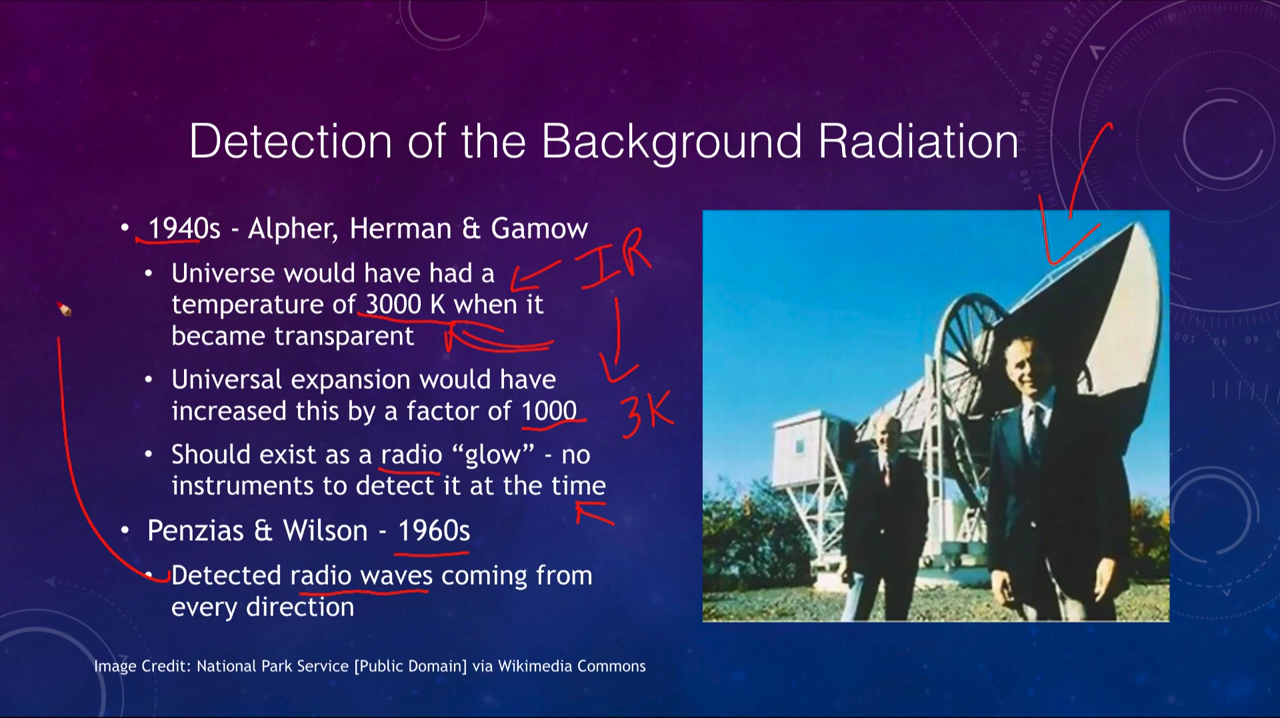 Detection of the Background Radiation
• 1940s - Alpher, Herman & Gamow
• Universe would have had a
temperature of 3000 K when it
became transparent
IR
• Universal expansion would have
increased this by a factor of 1000
3K
• Should exist as a radio “glow” - no
instruments to detect it at the time
• Penzias & Wilson - 1960s
• Detected radio waves coming from
every direction
Image Credit: National Park Service [Public Domain] via Wikimedia Commons